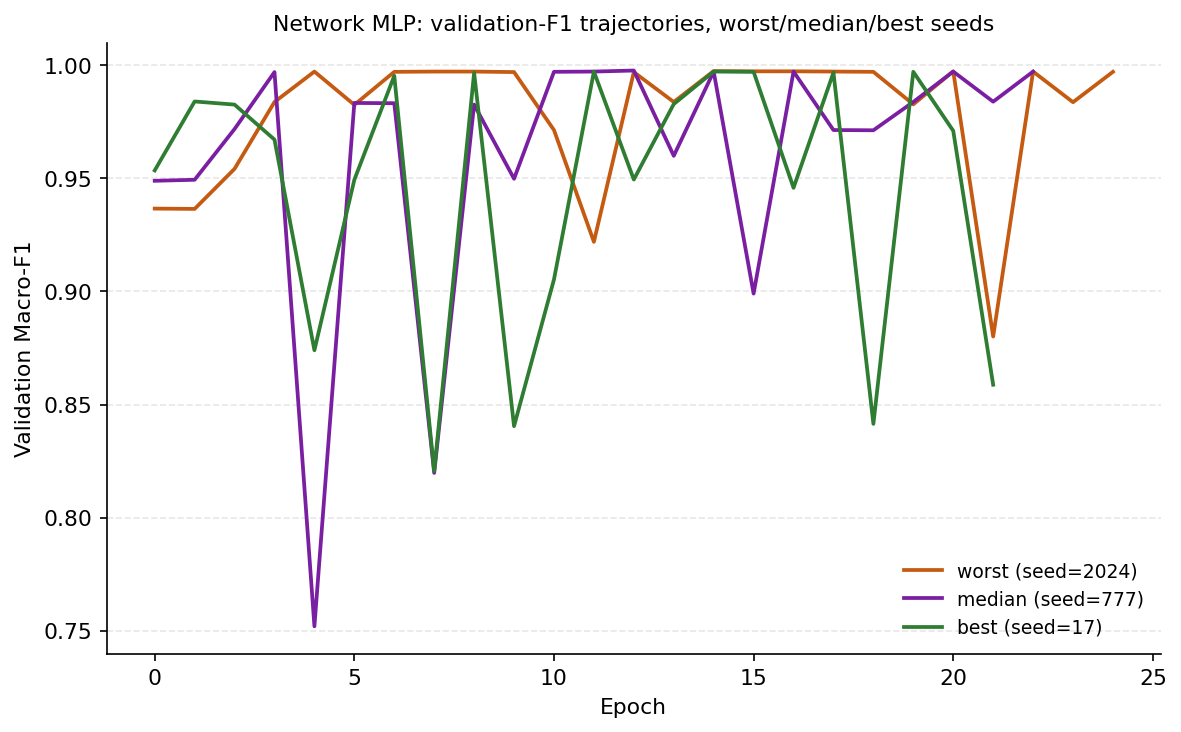 Network MLP: validation-F1 trajectories, worst/median/best seeds
Validation Macro-F1
1.00
0.95
0.90
0.85
0.80
0.75
0 5 10 15 20 25
Epoch
worst (seed=2024)
median (seed=777)
best (seed=17)